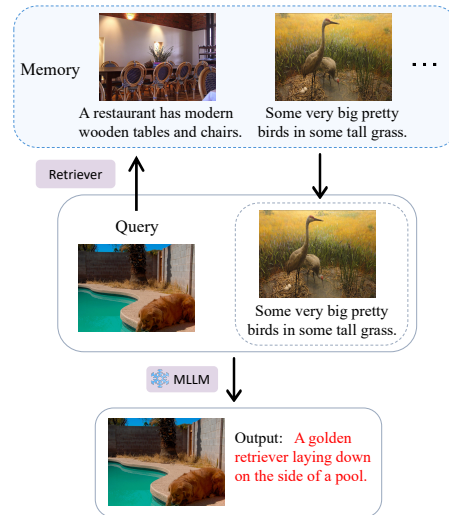 Memory
A restaurant has modern
wooden tables and chairs.
Some very big pretty
birds in some tall grass.
...
Retriever
Query
Some very big pretty
birds in some tall grass.
MLLM
Output: A golden
retriever laying down
on the side of a pool.